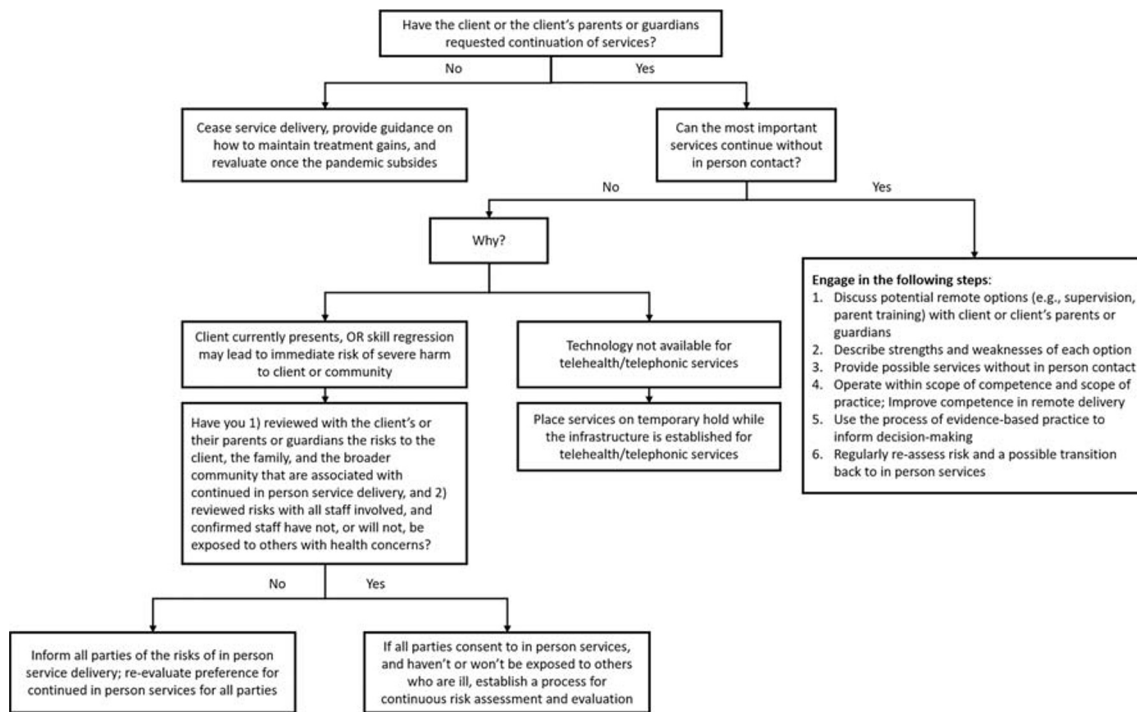 Have the client or the client’s parents or guardians
requested continuation of services?
No
Yes
Cease service delivery, provide guidance on
how to maintain treatment gains, and
revaluate once the pandemic subsides
Can the most important
services continue without
in person contact?
No
Yes
Why?
Engage in the following steps:
1. Discuss potential remote options (e.g., supervision,
parent training) with client or client’s parents or
guardians
2. Describe strengths and weaknesses of each option
3. Provide possible services without in person contact
4. Operate within scope of competence and scope of
practice; Improve competence in remote delivery
5. Use the process of evidence-based practice to
inform decision-making
6. Regularly re-assess risk and a possible transition
back to in person services
Client currently presents, OR skill regression
may lead to immediate risk of severe harm
to client or community
Technology not available for
telehealth/telephonic services
Have you 1) reviewed with the client’s or
their parents or guardians the risks to the
client, the family, and the broader
community that are associated with
continued in person service delivery, and 2)
reviewed risks with all staff involved, and
confirmed staff have not, or will not, be
exposed to others with health concerns?
Place services on temporary hold while
the infrastructure is established for
telehealth/telephonic services
No
Yes
Inform all parties of the risks of in person
service delivery; re-evaluate preference for
continued in person services for all parties
If all parties consent to in person services,
and haven’t or won’t be exposed to others
who are ill, establish a process for
continuous risk assessment and evaluation